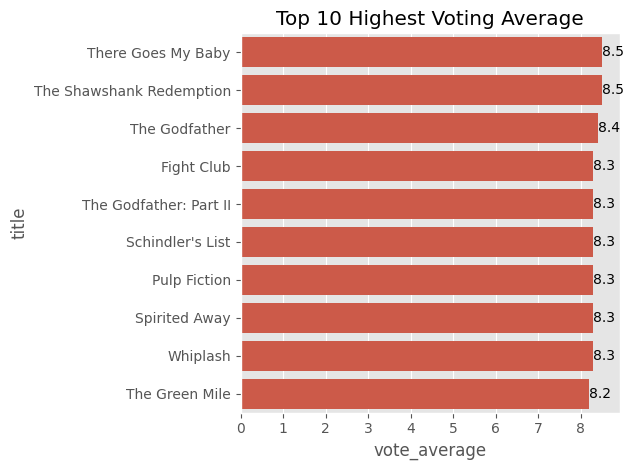 Top 10 Highest Voting Average
There Goes My Baby 8.5
The Shawshank Redemption 8.5
The Godfather 8.4
Fight Club 8.3
The Godfather: Part II 8.3
Schindler's List 8.3
Pulp Fiction 8.3
Spirited Away 8.3
Whiplash 8.3
The Green Mile 8.2
title
0 1 2 3 4 5 6 7 8
vote_average